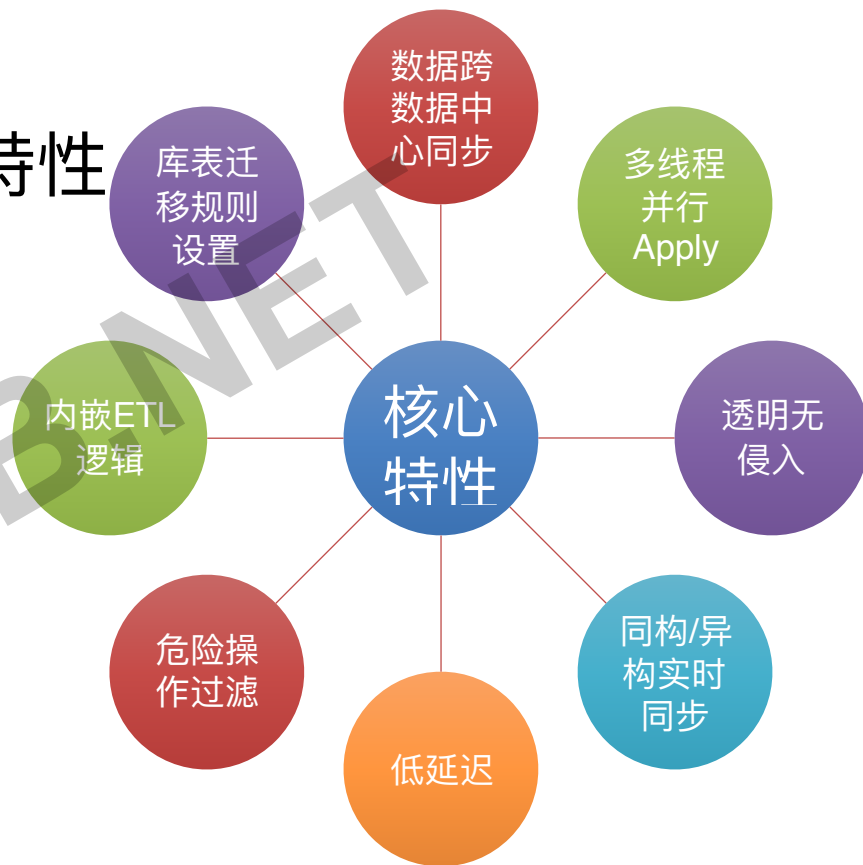 特性
数据跨
数据中
心同步
库表迁
移规则
设置
多线程
并行
Apply
内嵌ETL
逻辑
核心
特性
透明无
侵入
危险操
作过滤
同构/异
构实时
同步
低延迟
B.NET